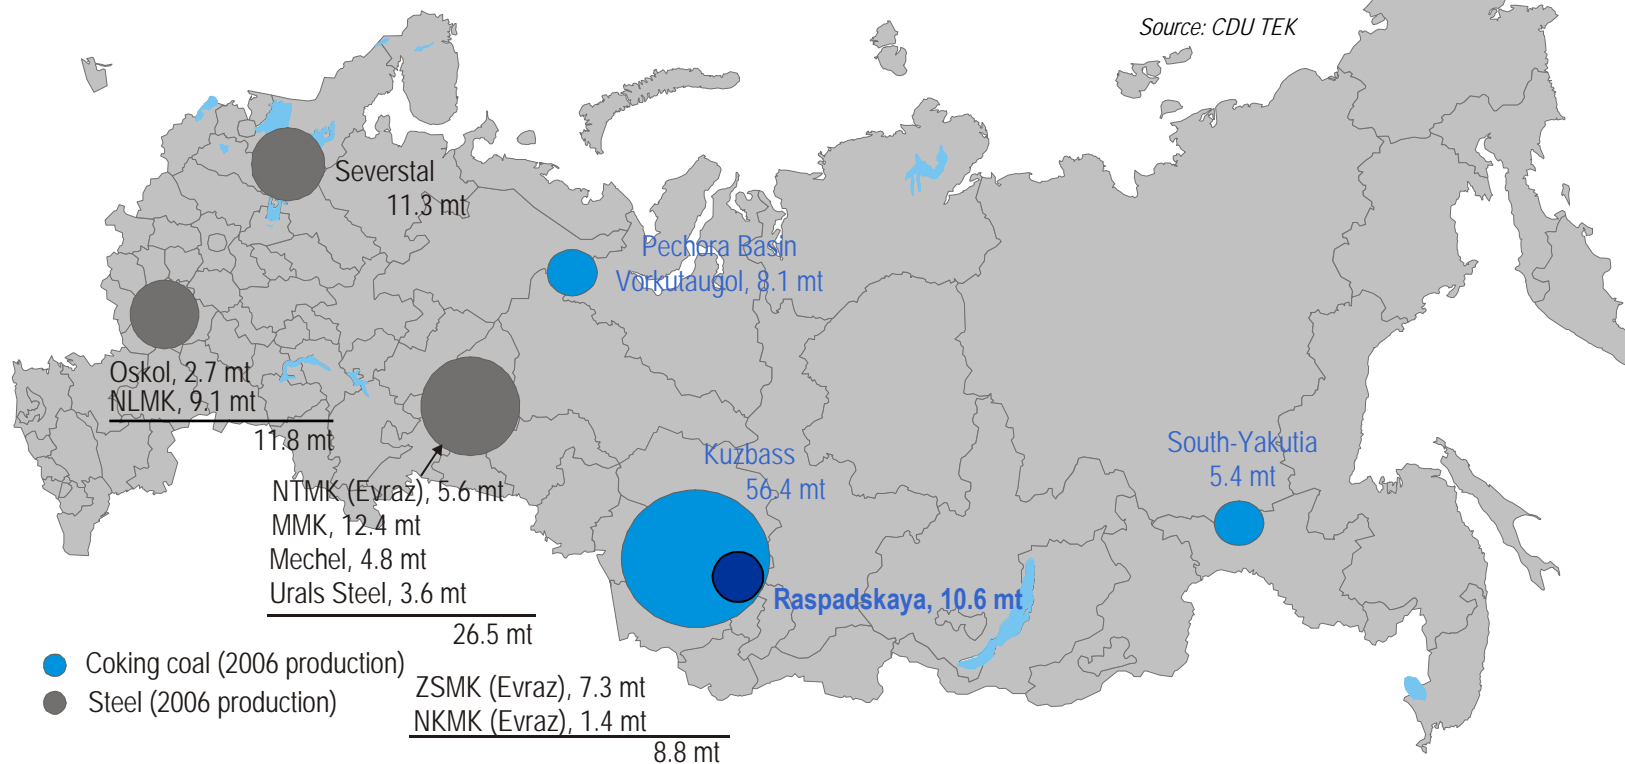 Source: CDU TEK
Severstal
11.3 mt
Pechora Basin
Vorkutaugol, 8.1 mt
Oskol, 2.7 mt
NLMK, 9.1 mt
11.8 mt
Kuzbass
56.4 mt
South-Yakutia
5.4 mt
NTMK (Evraz), 5.6 mt
MMK, 12.4 mt
Mechel, 4.8 mt
Urals Steel, 3.6 mt
26.5 mt
Raspadskaya, 10.6 mt
Coking coal (2006 production)
Steel (2006 production)
ZSMK (Evraz), 7.3 mt
NKMK (Evraz), 1.4 mt
8.8 mt